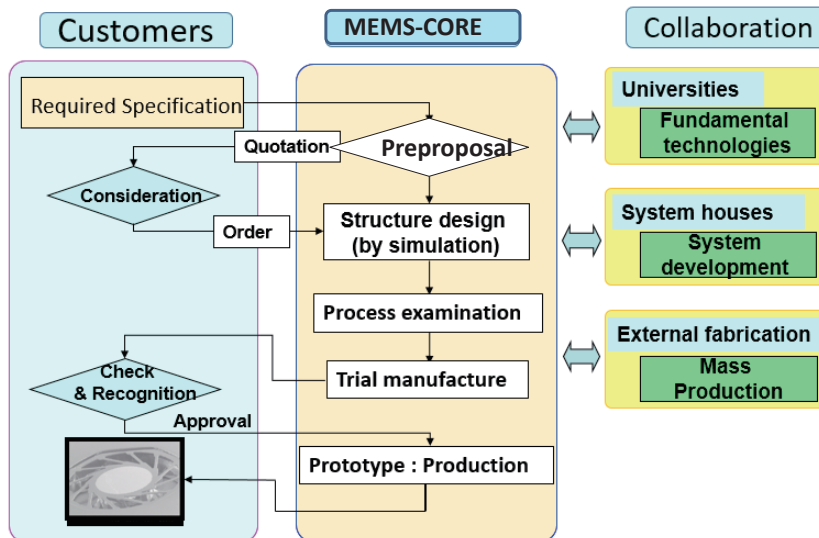 Customers
MEMS-CORE
Collaboration
Required Specification
Quotation
Preproposal
Consideration
Order
Structure design
(by simulation)
Process examination
Check
& Recognition
Trial manufacture
Approval
Prototype : Production
Universities
Fundamental
technologies
System houses
System
development
External fabrication
Mass
Production